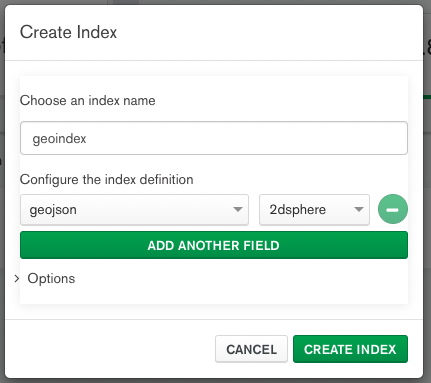 Create Index
Choose an index name
geoindex
Configure the index definition
geojson 2dsphere
ADD ANOTHER FIELD
Options
CANCEL CREATE INDEX